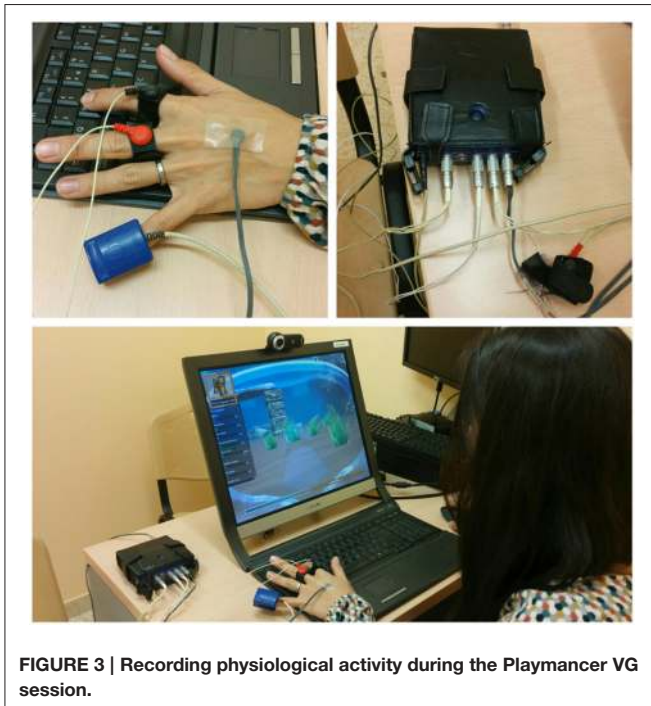 FIGURE 3 | Recording physiological activity during the Playmancer VG
session.